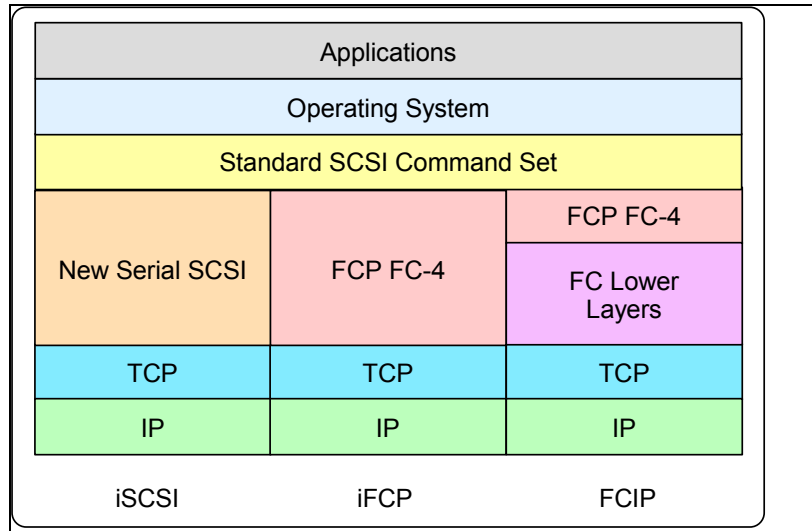 Applications
Operating System
Standard SCSI Command Set
New Serial SCSI
FCP FC-4
FCP FC-4
FC Lower
Layers
TCP
TCP
TCP
IP
IP
IP
iSCSI
iFCP
FCIP